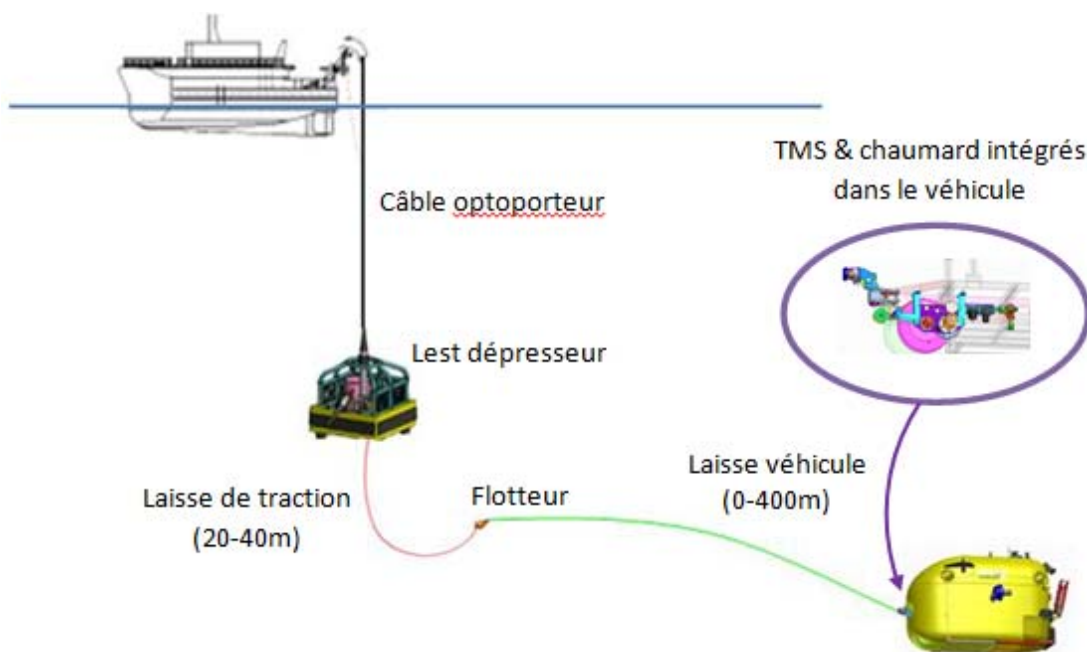 TMS & chaumard intégrés
dans le véhicule
Câble optoporteur
Lest dépresseur
Laisse véhicule
(0-400m)
Laisse de traction
(20-40m)
Flotteur